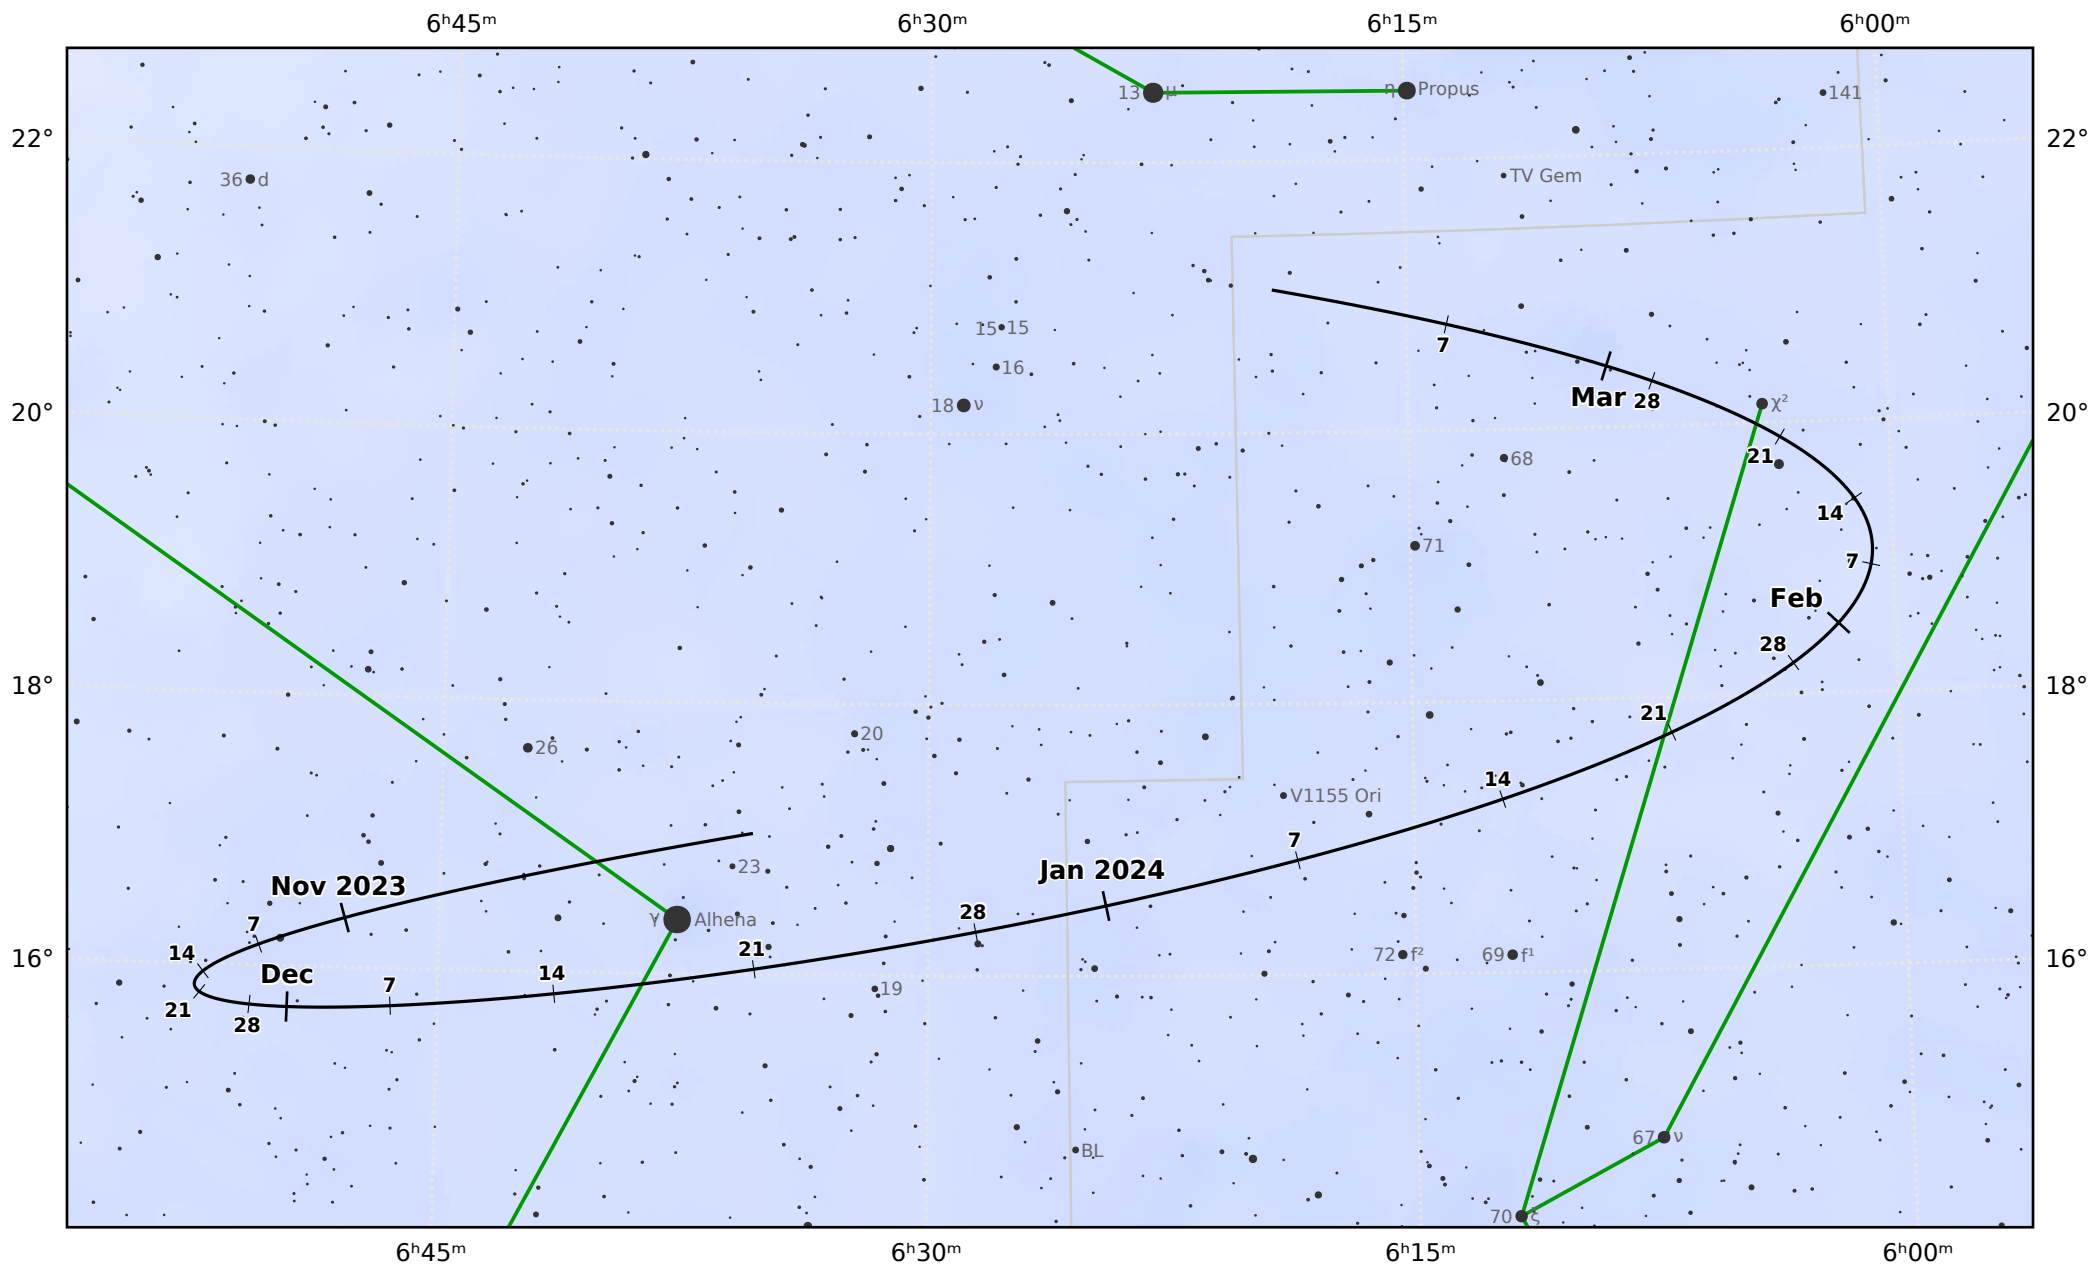 6ʰ45ᵐ 6ʰ30ᵐ 6ʰ15ᵐ 6ʰ00ᵐ
13 μ η Propus 141
22° 22°
36 d TV Gem
15 15
7
16
Mar 28
20° 18 ν χ² 20°
21
68
14
71
7
Feb
28
18° 18°
21
20
26
14
V1155 Ori
7
23 Jan 2024
Nov 2023
28
γ Alhena
7
14 21 72 f² 69 f¹
16° 16°
Dec 14
7 19
21
28
67 ν
BL
70 ξ
6ʰ45ᵐ 6ʰ30ᵐ 6ʰ15ᵐ 6ʰ00ᵐ